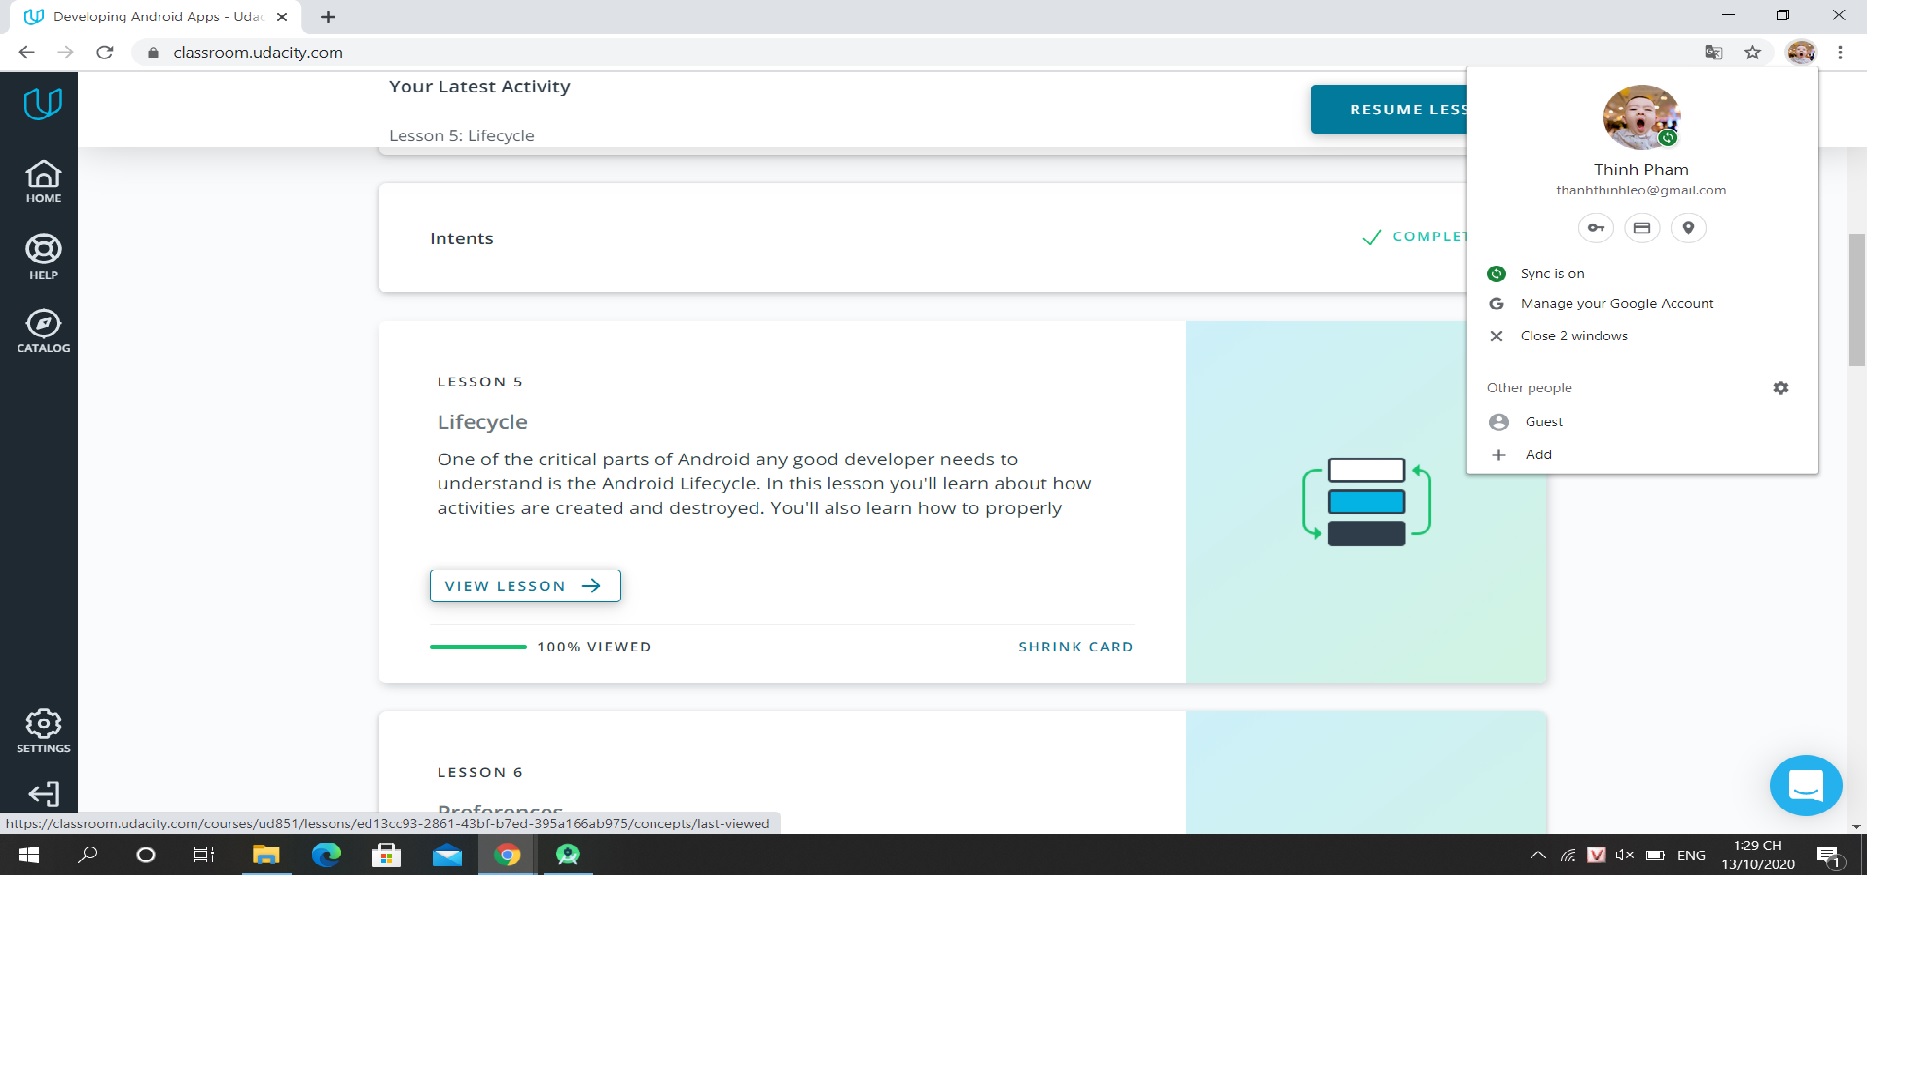 Developing Android Apps - Udac
classroom.udacity.com
Your Latest Activity
Lesson 5: Lifecycle
RESUME LESS
HOME
HELP
CATALOG
SETTINGS
Intents
COMPLET
LESSON 5
Lifecycle
One of the critical parts of Android any good developer needs to
understand is the Android Lifecycle. In this lesson you'll learn about how
activities are created and destroyed. You'll also learn how to properly
VIEW LESSON
100% VIEWED
SHRINK CARD
LESSON 6
Preferences
Thinh Pham
thanhthinhleo@gmail.com
Sync is on
Manage your Google Account
Close 2 windows
Other people
Guest
Add
https://classroom.udacity.com/courses/ud851/lessons/ed13cc93-2861-43bf-b7ed-395a166ab975/concepts/last-viewed
ENG
1:29 CH
13/10/2020
1